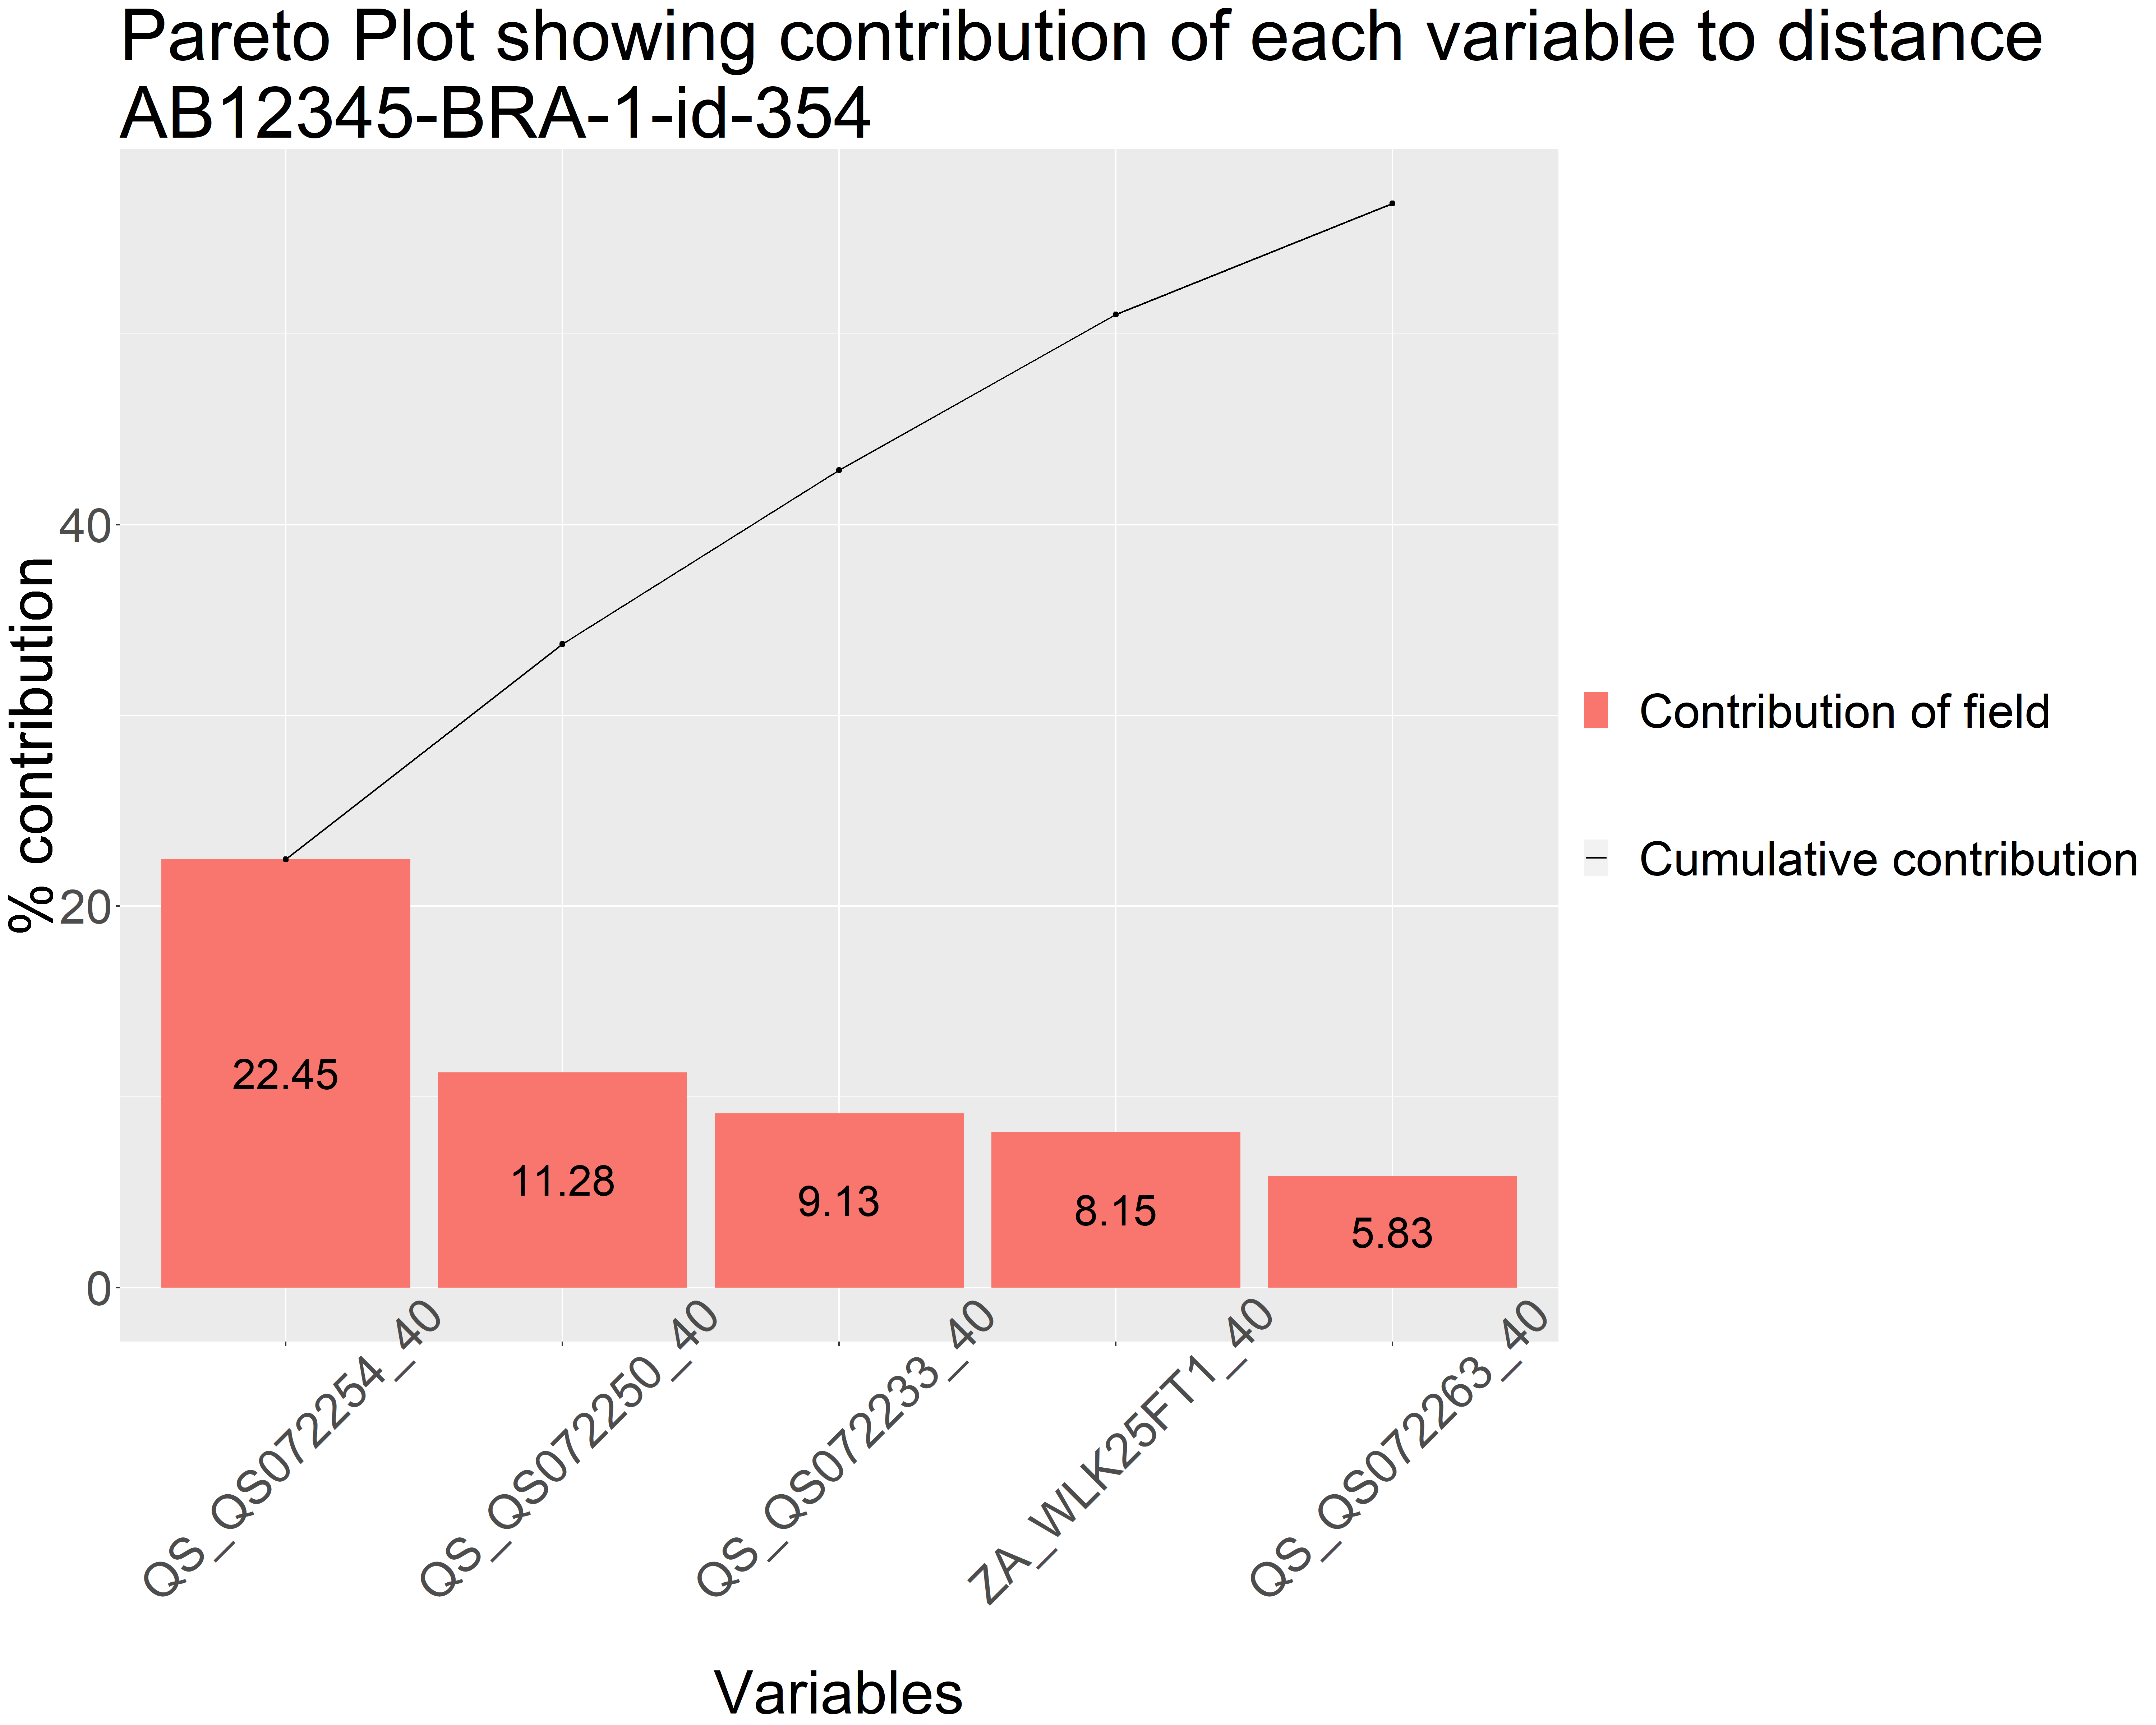 Pareto Plot showing contribution of each variable to distance
AB12345-BRA-1-id-354
% contribution
40
20
0
22.45
11.28
9.13
8.15
5.83
QS_QS072254_40
QS_QS072250_40
QS_QS072233_40
ZA_WLK25FT1_40
QS_QS072263_40
Variables
Contribution of field
Cumulative contribution